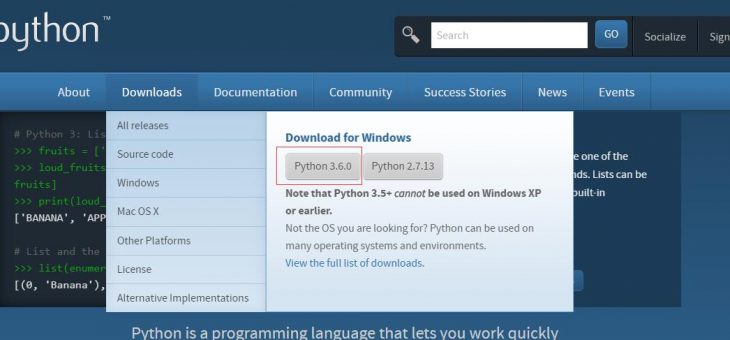 python™
Search
GO
Socialize
Sign
About
Downloads
Documentation
Community
Success Stories
News
Events
All releases
Source code
Windows
Mac OS X
Other Platforms
License
Alternative Implementations
Download for Windows
Python 3.6.0
Python 2.7.13
Note that Python 3.5+ cannot be used on Windows XP
or earlier.
Not the OS you are looking for? Python can be used on
many operating systems and environments.
View the full list of downloads.
# Python 3: Lis
>>> fruits = ['
>>> loud_fruits
fruits]
>>> print(loud_
['BANANA', 'APP
# List and the
>>> list(enumer
[(0, 'Banana'),
e one of the
nds. Lists can be
built-in
Python is a programming language that lets you work quickly